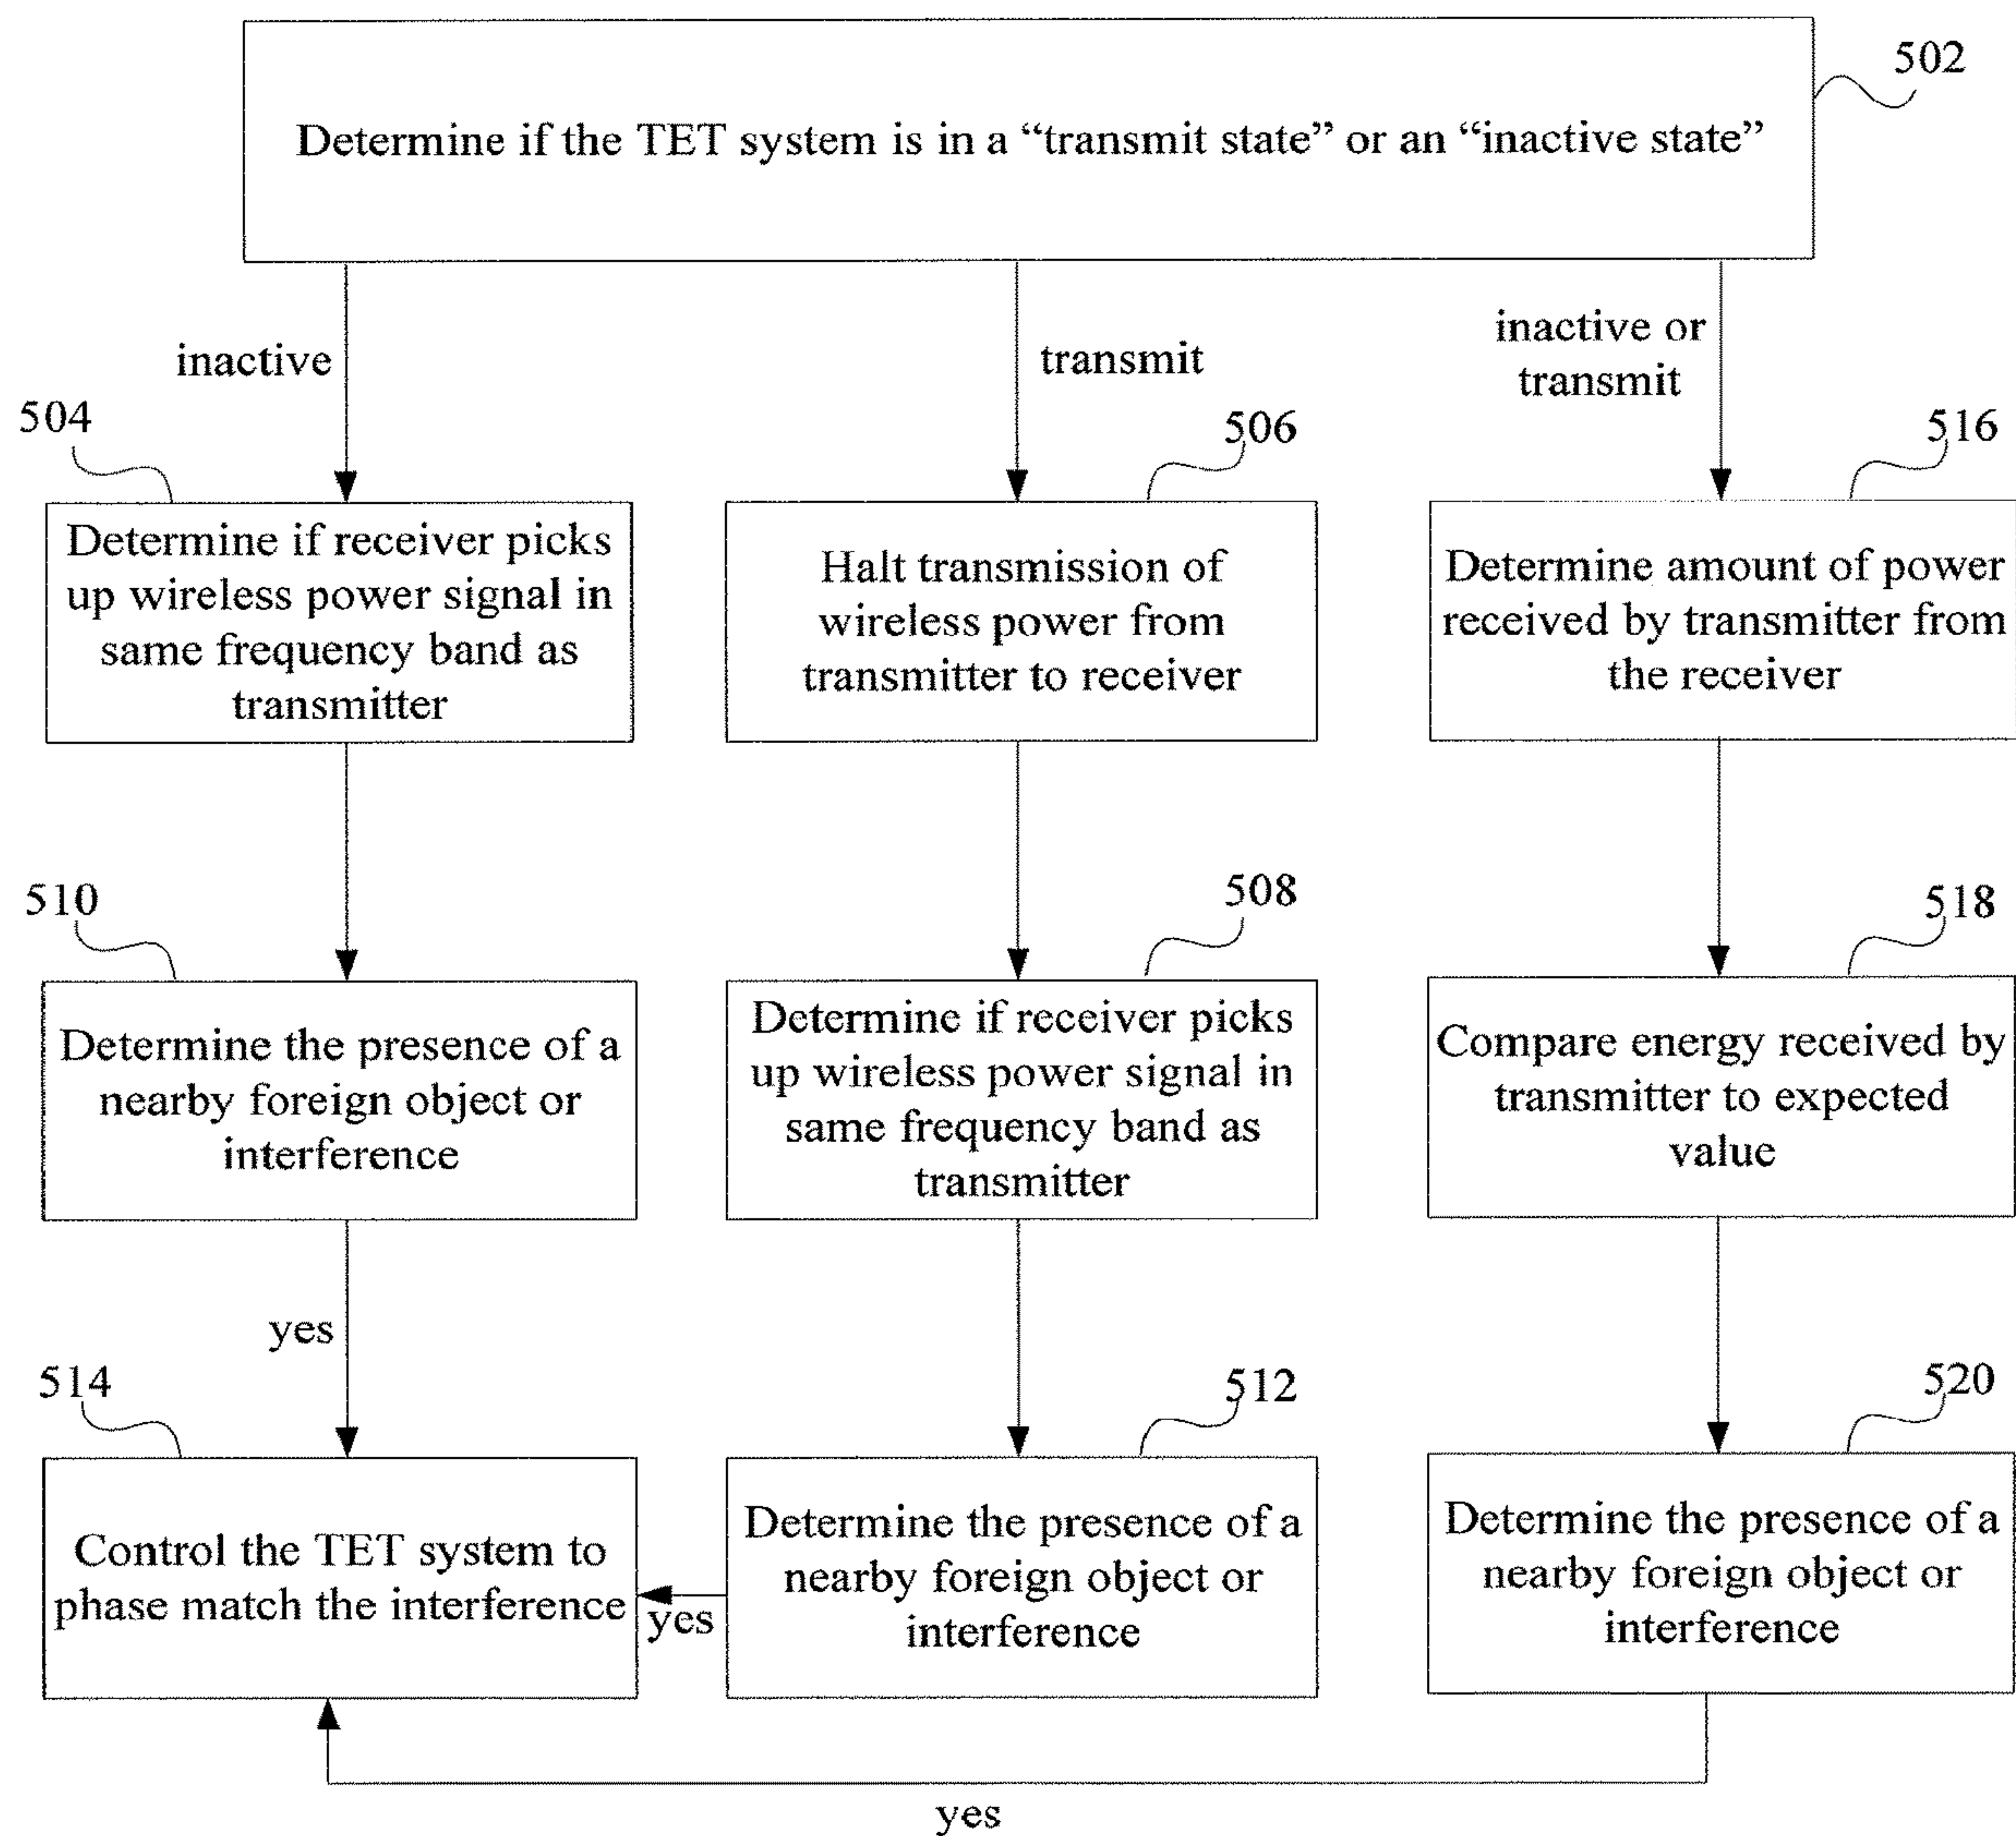 502
Determine if the TET system is in a “transmit state” or an “inactive state”
inactive
transmit
inactive or
transmit
504
506
516
Determine if receiver picks
up wireless power signal in
same frequency band as
transmitter
Halt transmission of
wireless power from
transmitter to receiver
Determine amount of power
received by transmitter from
the receiver
510
508
518
Determine the presence of a
nearby foreign object or
interference
Determine if receiver picks
up wireless power signal in
same frequency band as
transmitter
Compare energy received by
transmitter to expected
value
yes
514
512
520
Control the TET system to
phase match the interference
yes
Determine the presence of a
nearby foreign object or
interference
Determine the presence of a
nearby foreign object or
interference
yes